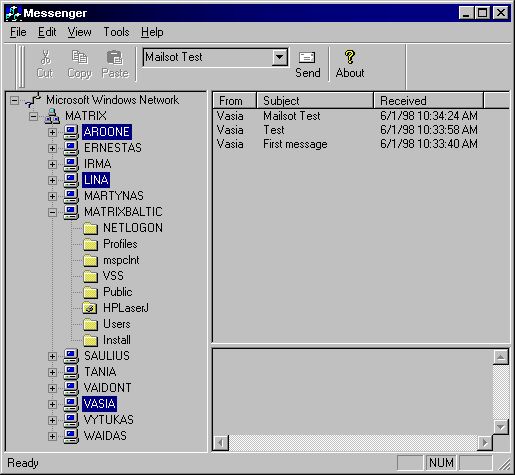 Messenger
File Edit View Tools Help
Cut Copy Paste Mailsot Test Send About
Microsoft Windows Network
MATRIX
AROONE
ERNESTAS
IRMA
LINA
MARTYNAS
MATRIXBALTIC
NETLOGON
Profiles
mspclnt
VSS
Public
HPLaserJ
Users
Install
SAULIUS
TANIA
VAIDONT
VASIA
VYTUKAS
WAIDAS
From Subject Received
Vasia Mailsot Test 6/1/98 10:34:24 AM
Vasia Test 6/1/98 10:33:58 AM
Vasia First message 6/1/98 10:33:40 AM
Ready NUM